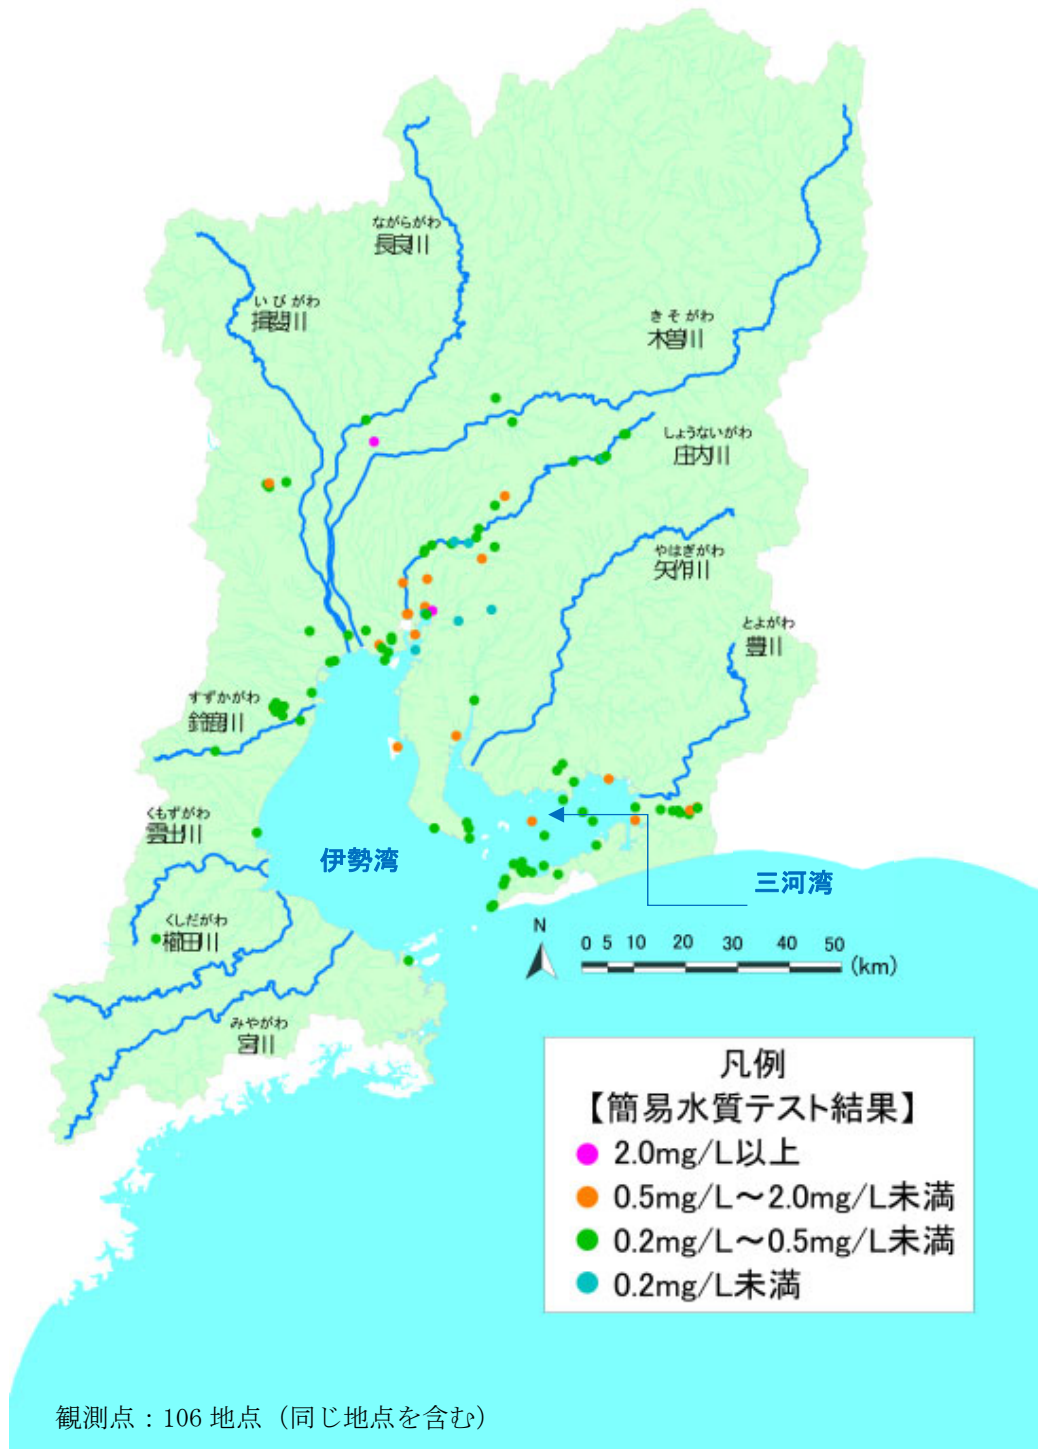 ながらがわ
長良川
いびがわ
揖斐川
きそがわ
木曽川
しょうないがわ
庄内川
やはぎがわ
矢作川
とよがわ
豊川
すずかがわ
鈴鹿川
くもずがわ
雲出川
伊勢湾
三河湾
くしだがわ
櫛田川
N
0 5 10 20 30 40 50
(km)
みやがわ
宮川
凡例
【簡易水質テスト結果】
2.0mg/L以上
0.5mg/L～2.0mg/L未満
0.2mg/L～0.5mg/L未満
0.2mg/L未満
観測点：106 地点（同じ地点を含む）